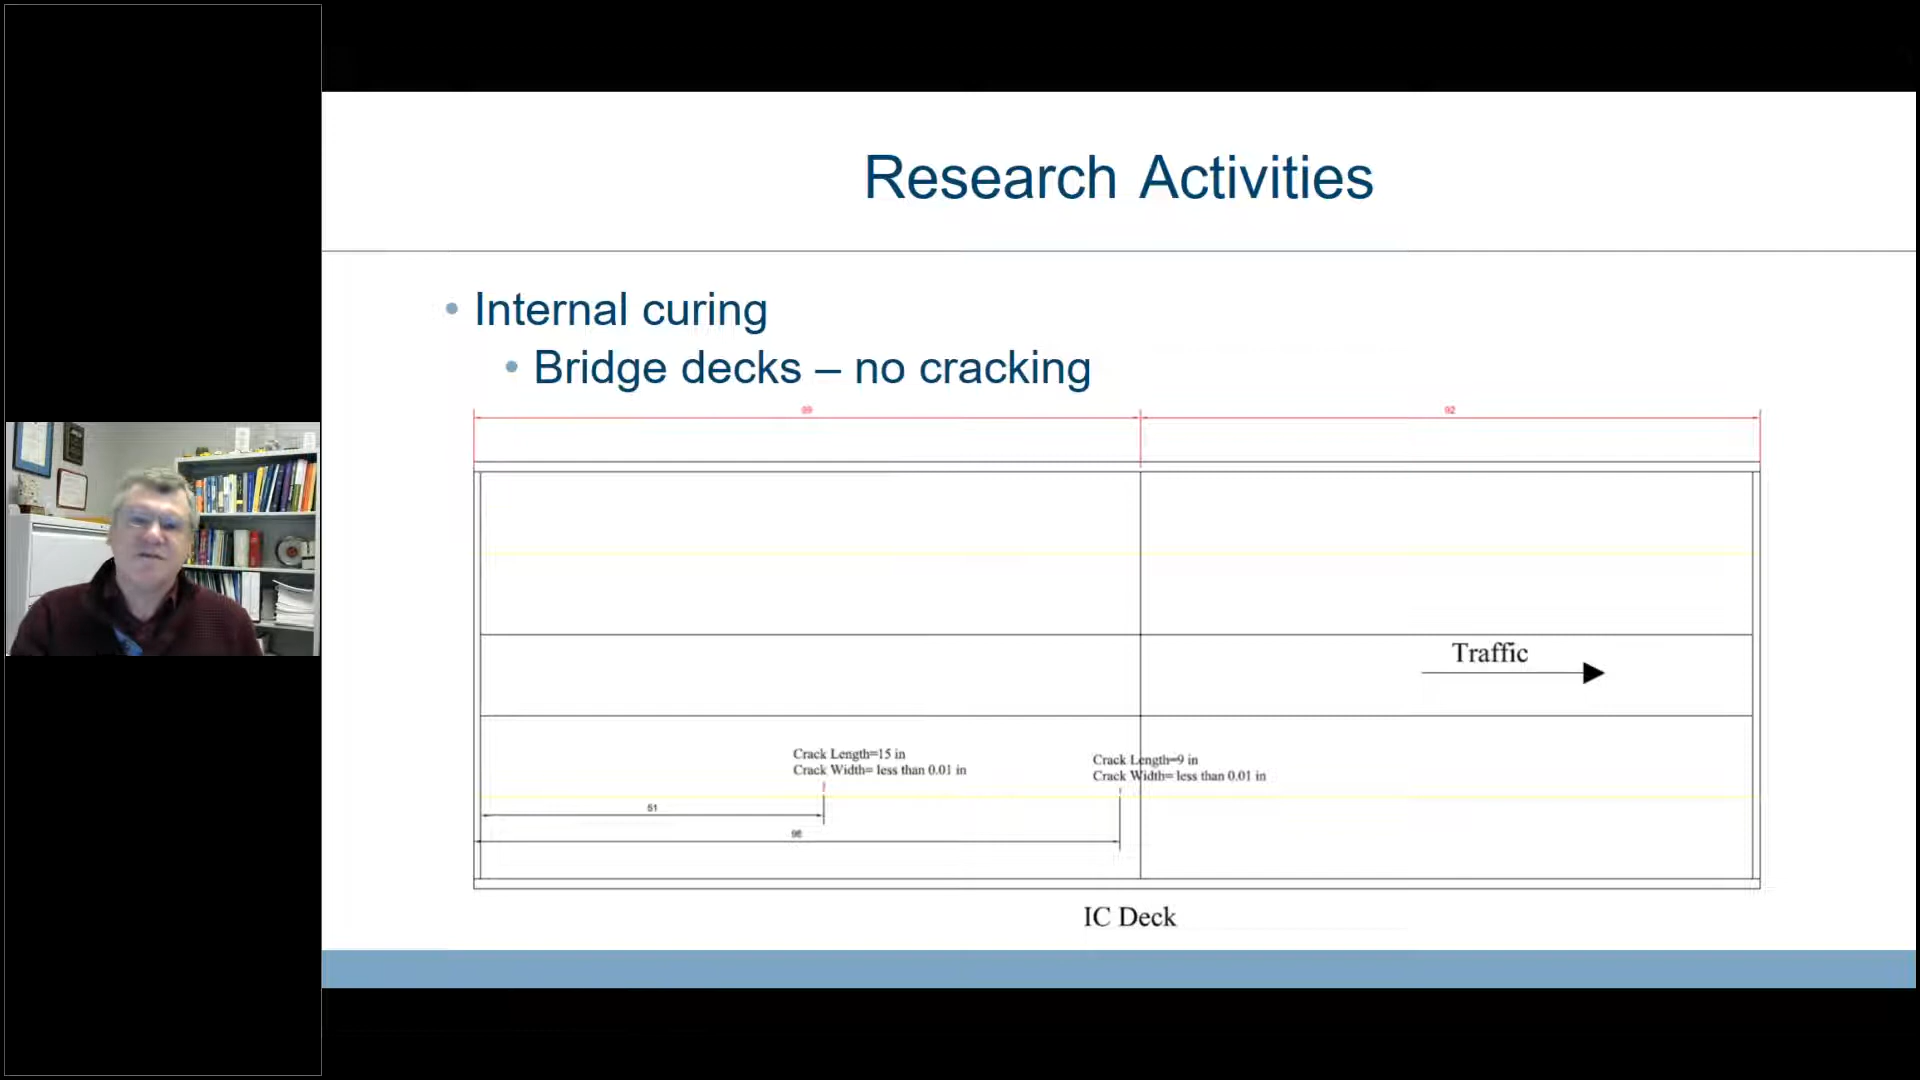 Research Activities
• Internal curing
• Bridge decks – no cracking
92
Traffic
Crack Length=15 in
Crack Width= less than 0.01 in
Crack Length=9 in
Crack Width= less than 0.01 in
51
IC Deck